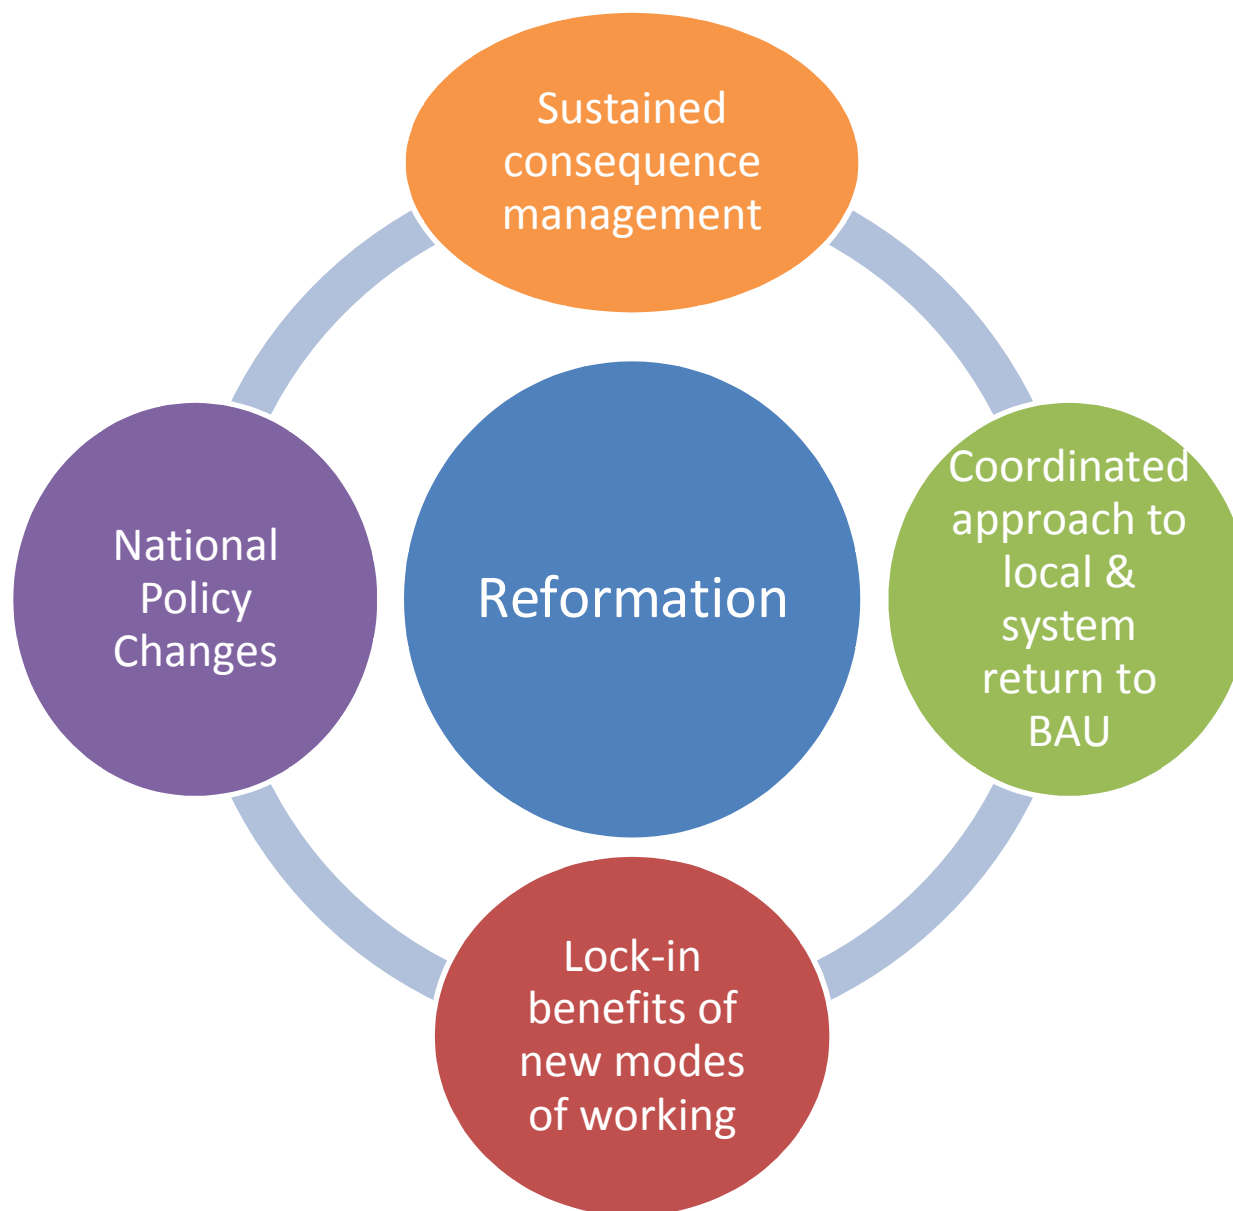 Sustained
consequence
management
National
Policy
Changes
Reformation
Coordinated
approach to
local &
system
return to
BAU
Lock-in
benefits of
new modes
of working